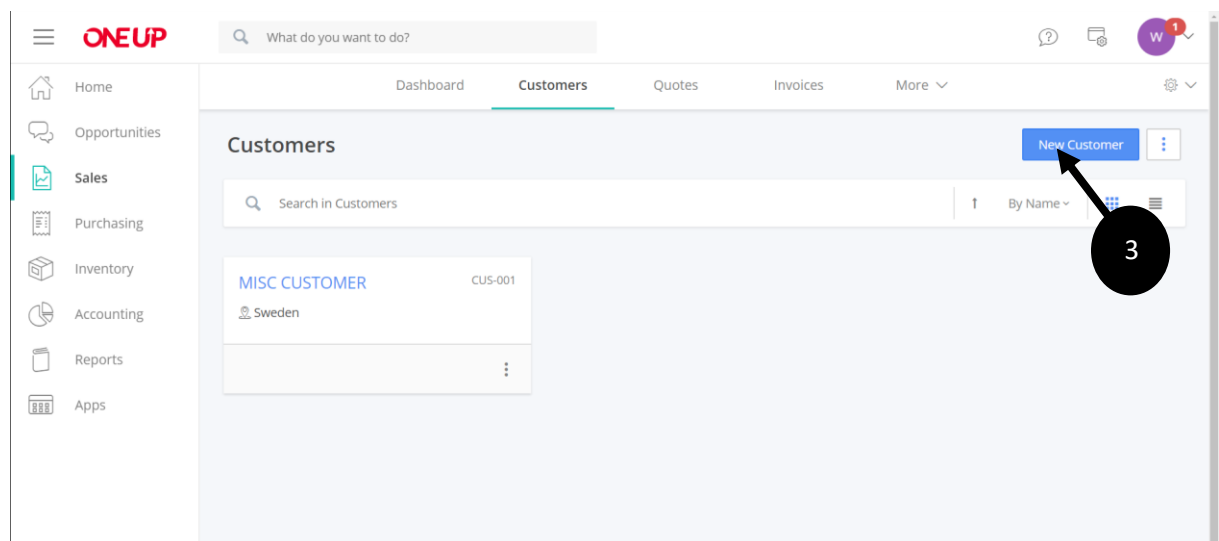 ONEUP
What do you want to do?
W
1
Home
Opportunities
Sales
Purchasing
Inventory
Accounting
Reports
Apps
Dashboard
Customers
Quotes
Invoices
More
Customers
New Customer
Search in Customers
By Name
3
MISC CUSTOMER
CUS-001
Sweden